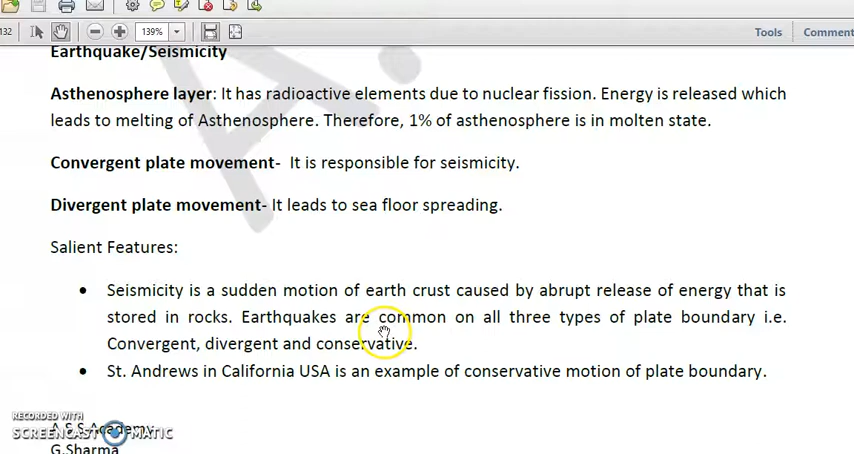 132
139%
Tools
Comment
Earthquake/Seismicity
Asthenosphere layer: It has radioactive elements due to nuclear fission. Energy is released which
leads to melting of Asthenosphere. Therefore, 1% of asthenosphere is in molten state.
Convergent plate movement- It is responsible for seismicity.
Divergent plate movement- It leads to sea floor spreading.
Salient Features:
• Seismicity is a sudden motion of earth crust caused by abrupt release of energy that is
stored in rocks. Earthquakes are common on all three types of plate boundary i.e.
Convergent, divergent and conservative.
• St. Andrews in California USA is an example of conservative motion of plate boundary.
RECORDED WITH
A.S.S. Academy
SCREENCAST MATIC
G.Sharma